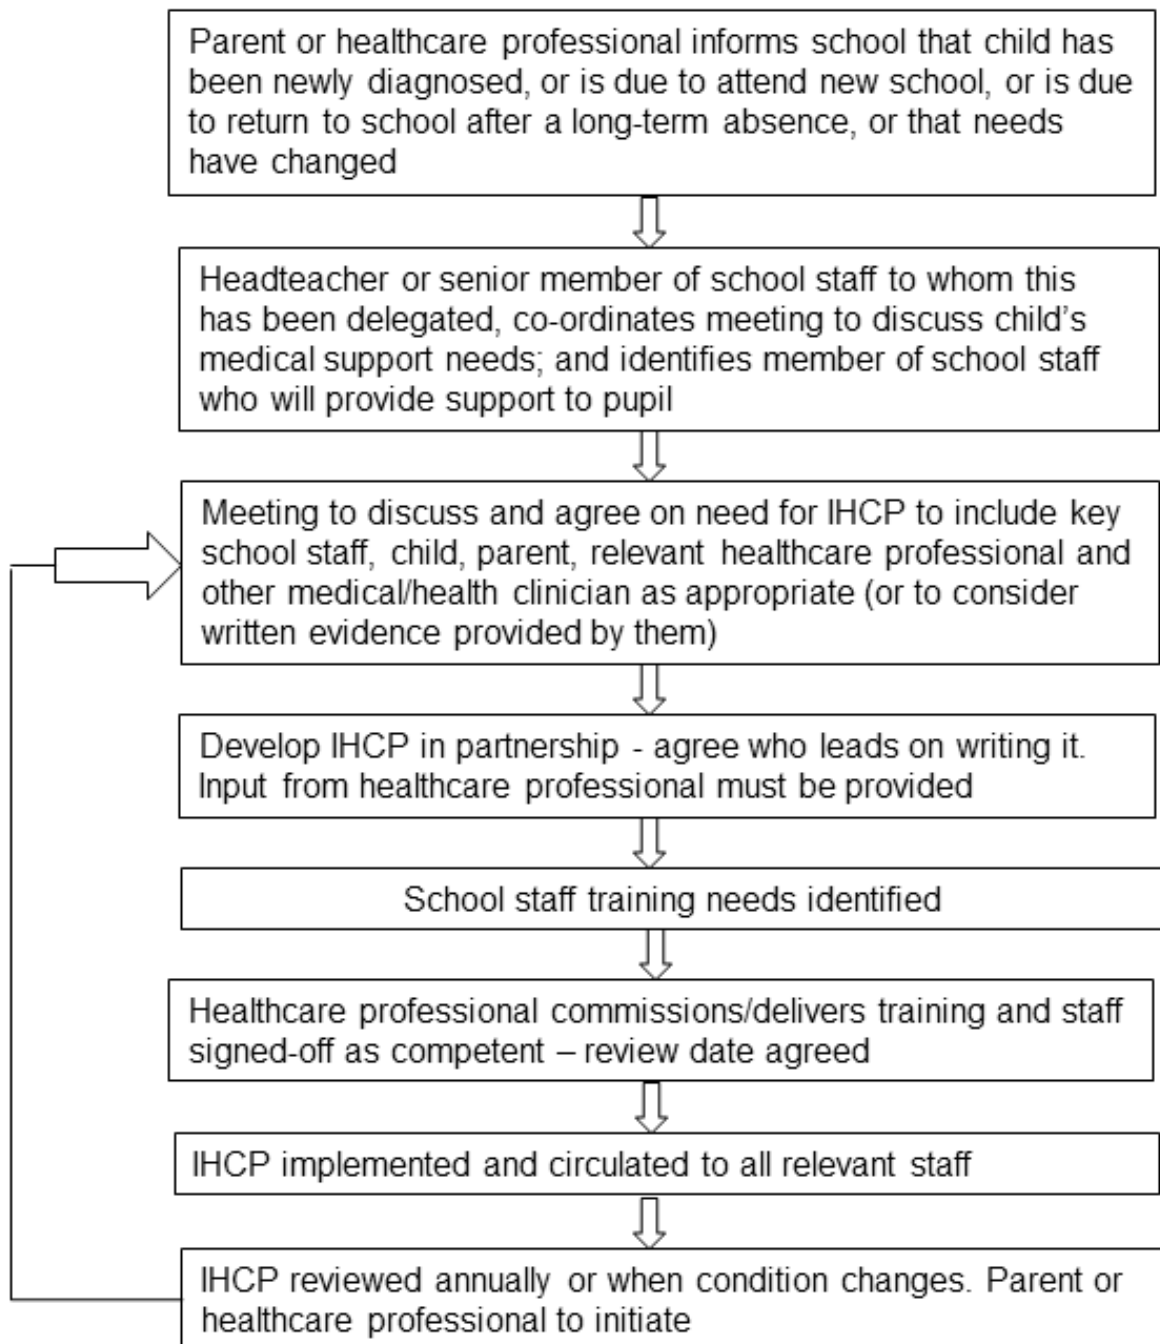 Parent or healthcare professional informs school that child has
been newly diagnosed, or is due to attend new school, or is due
to return to school after a long-term absence, or that needs
have changed
Headteacher or senior member of school staff to whom this
has been delegated, co-ordinates meeting to discuss child's
medical support needs; and identifies member of school staff
who will provide support to pupil
Meeting to discuss and agree on need for IHCP to include key
school staff, child, parent, relevant healthcare professional and
other medical/health clinician as appropriate (or to consider
written evidence provided by them)
Develop IHCP in partnership - agree who leads on writing it.
Input from healthcare professional must be provided
School staff training needs identified
Healthcare professional commissions/delivers training and staff
signed-off as competent – review date agreed
IHCP implemented and circulated to all relevant staff
IHCP reviewed annually or when condition changes. Parent or
healthcare professional to initiate